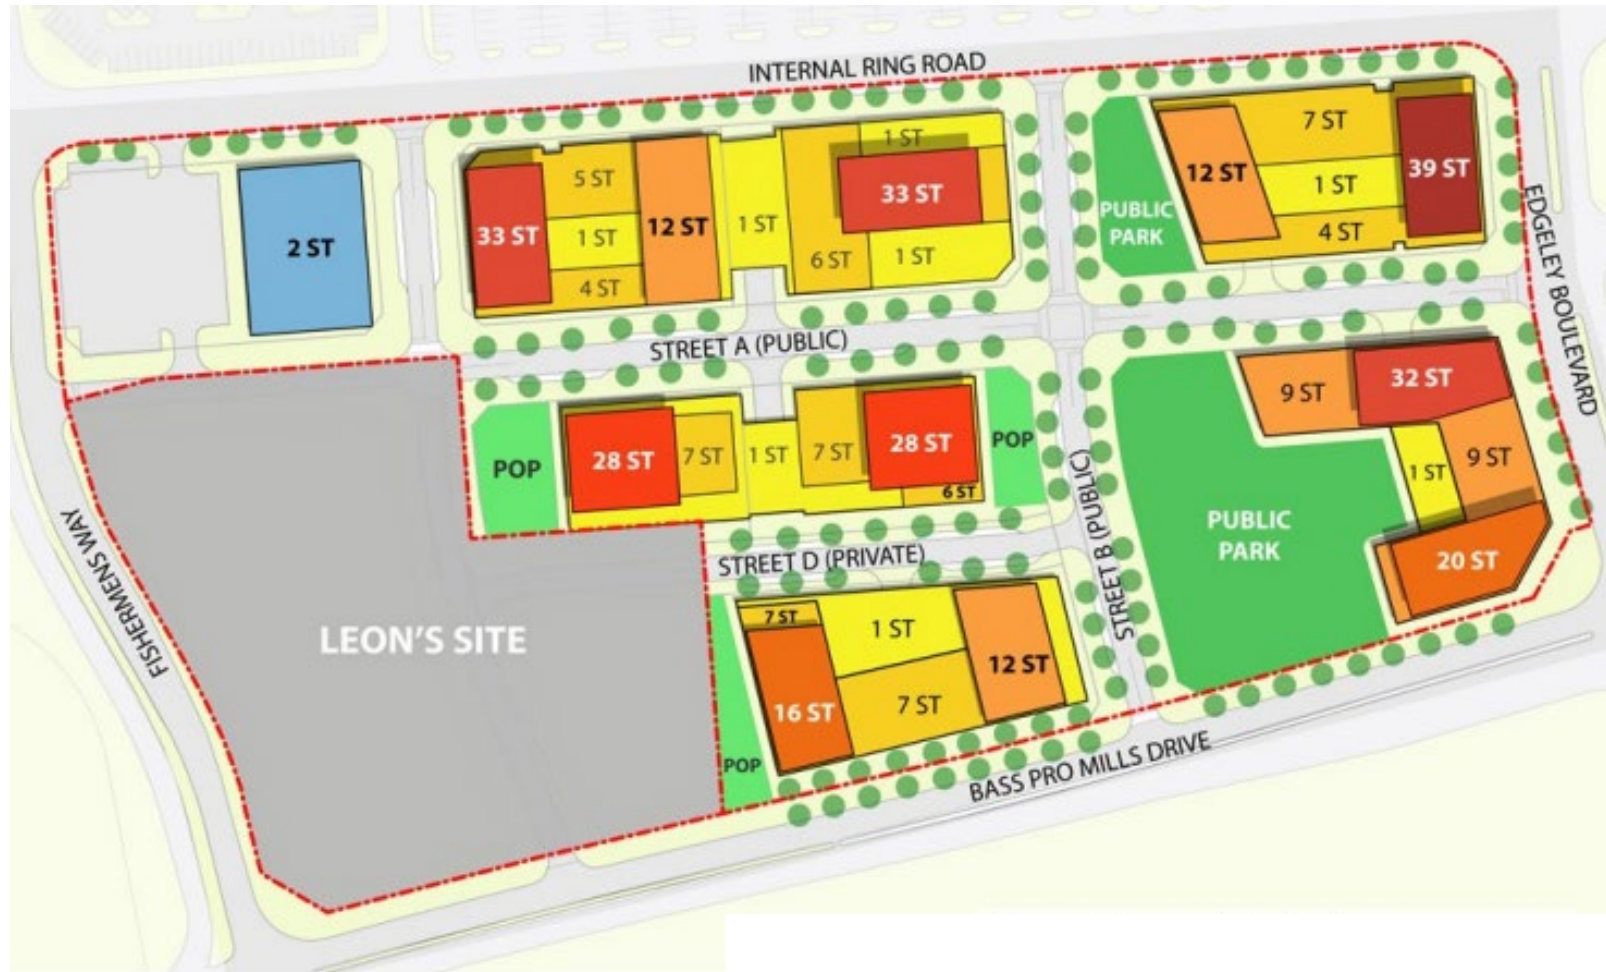 INTERNAL RING ROAD
2 ST
33 ST
5 ST
1 ST
4 ST
12 ST
1 ST
6 ST
1 ST
33 ST
1 ST
PUBLIC
PARK
12 ST
7 ST
1 ST
4 ST
39 ST
EDGELEY BOULEVARD
STREET A (PUBLIC)
POP
28 ST
7 ST
1 ST
7 ST
28 ST
6 ST
POP
9 ST
32 ST
1 ST
9 ST
20 ST
PUBLIC
PARK
STREET B (PUBLIC)
STREET D (PRIVATE)
FISHERMENS WAY
LEON'S SITE
POP
7 ST
16 ST
1 ST
7 ST
12 ST
BASS PRO MILLS DRIVE